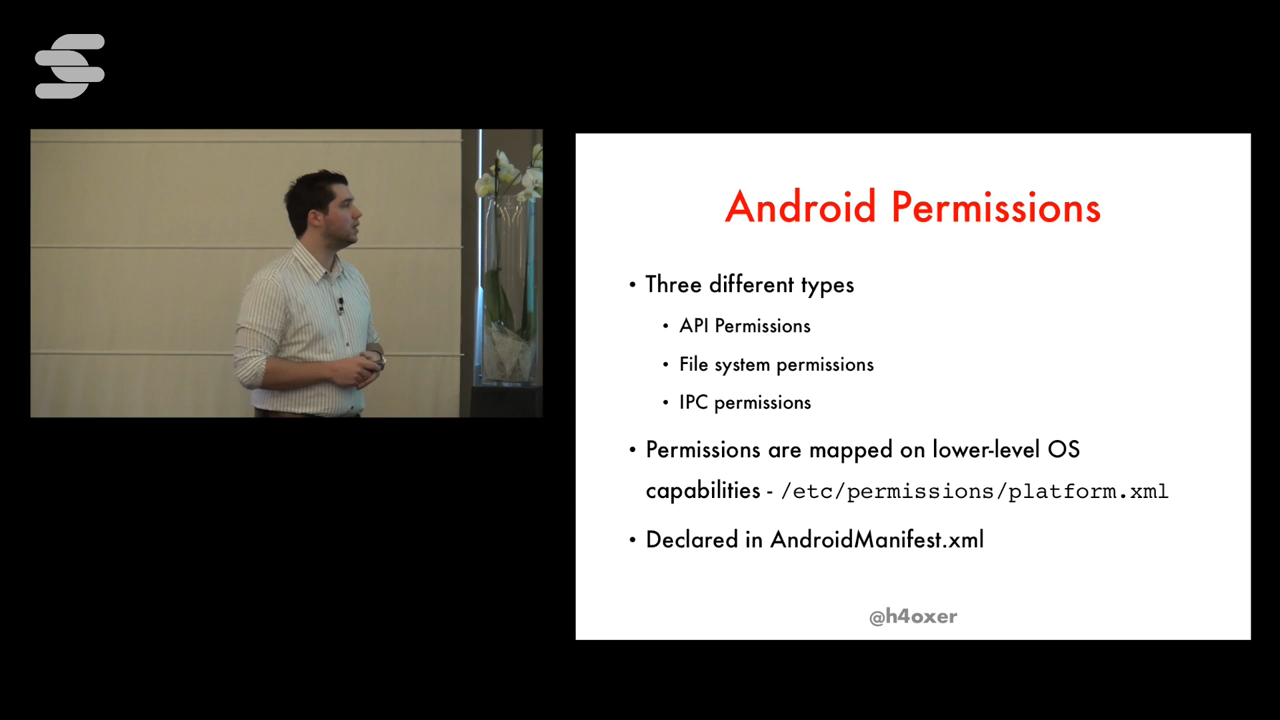 Android Permissions
• Three different types
• API Permissions
• File system permissions
• IPC permissions
• Permissions are mapped on lower-level OS
capabilities - /etc/permissions/platform.xml
• Declared in AndroidManifest.xml
@h4oxer